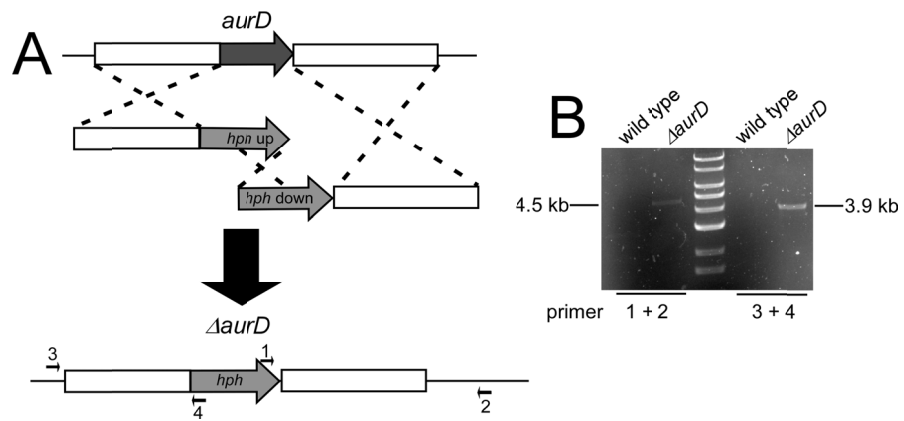 A
aurD
hph up
hph down
ΔaurD
3
1
hph
4
2
B
wild type
ΔaurD
wild type
ΔaurD
4.5 kb
3.9 kb
primer
1 + 2
3 + 4